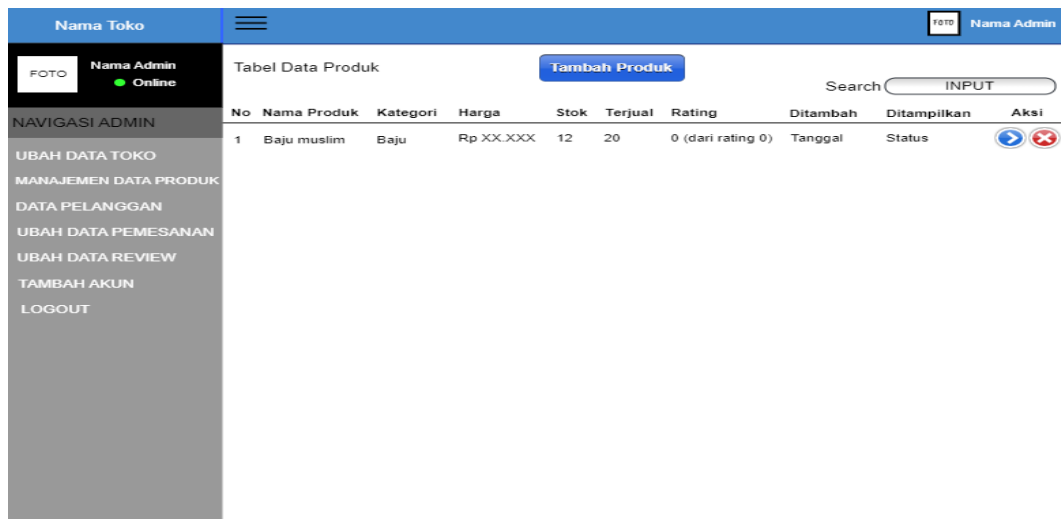 Nama Toko
FOTO Nama Admin
FOTO
Nama Admin
Online
NAVIGASI ADMIN
UBAH DATA TOKO
MANAJEMEN DATA PRODUK
DATA PELANGGAN
UBAH DATA PEMESANAN
UBAH DATA REVIEW
TAMBAH AKUN
LOGOUT
Tabel Data Produk
Tambah Produk
Search INPUT
No Nama Produk Kategori Harga Stok Terjual Rating Ditambah Ditampilkan Aksi
1 Baju muslim Baju Rp XX.XXX 12 20 0 (dari rating 0) Tanggal Status